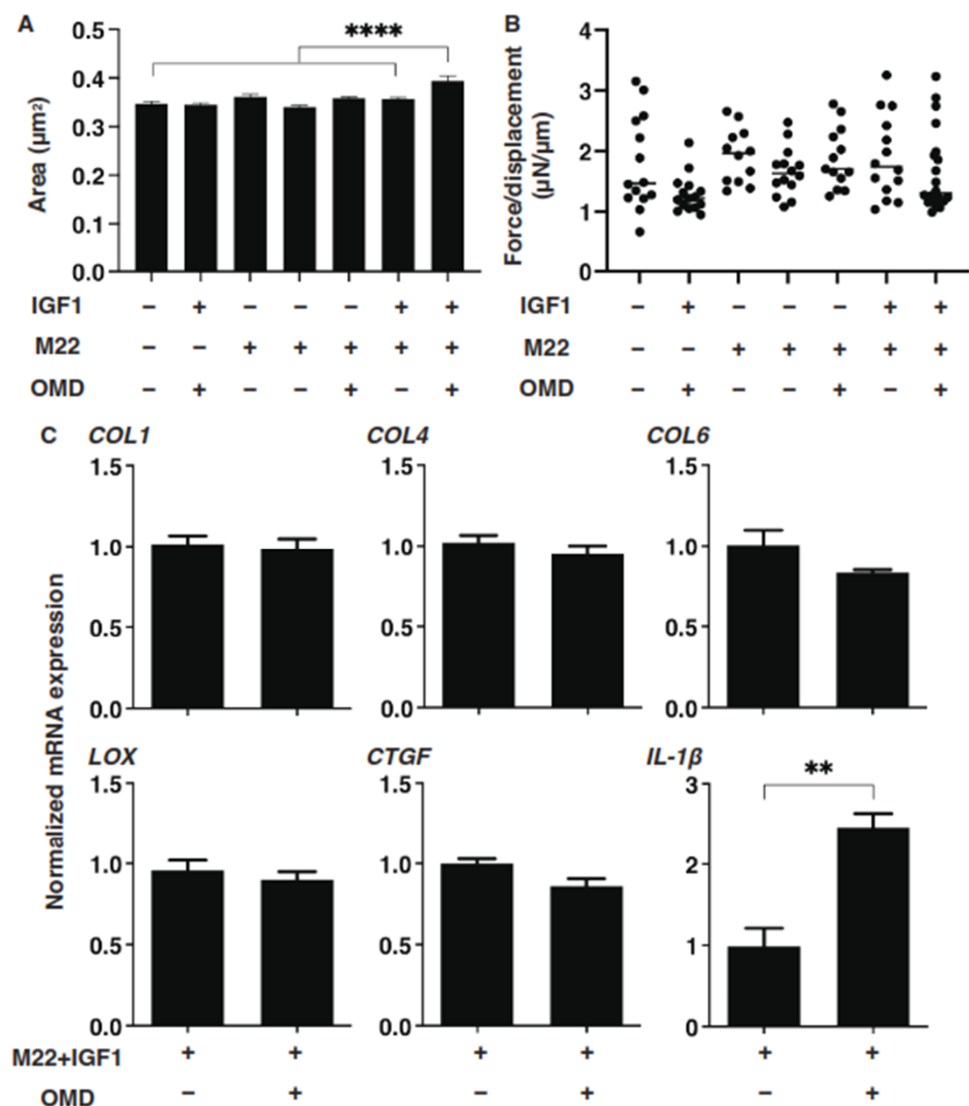 A
Area (μm²)
0.5
0.4
0.3
0.2
0.1
0.0
****
IGF1 − + − − − + +
M22 − − + + + + +
OMD − + − − + − +
B
Force/displacement
(μN/μm)
4
3
2
1
0
IGF1 − + − − − + +
M22 − − + + + + +
OMD − + − − + − +
C
Normalized mRNA expression
COL1
1.5
1.0
0.5
0.0
COL4
1.5
1.0
0.5
0.0
COL6
1.5
1.0
0.5
0.0
LOX
1.5
1.0
0.5
0.0
CTGF
1.5
1.0
0.5
0.0
IL-1β
**
3
2
1
0
M22+IGF1 + + + + + +
OMD − + − + − +